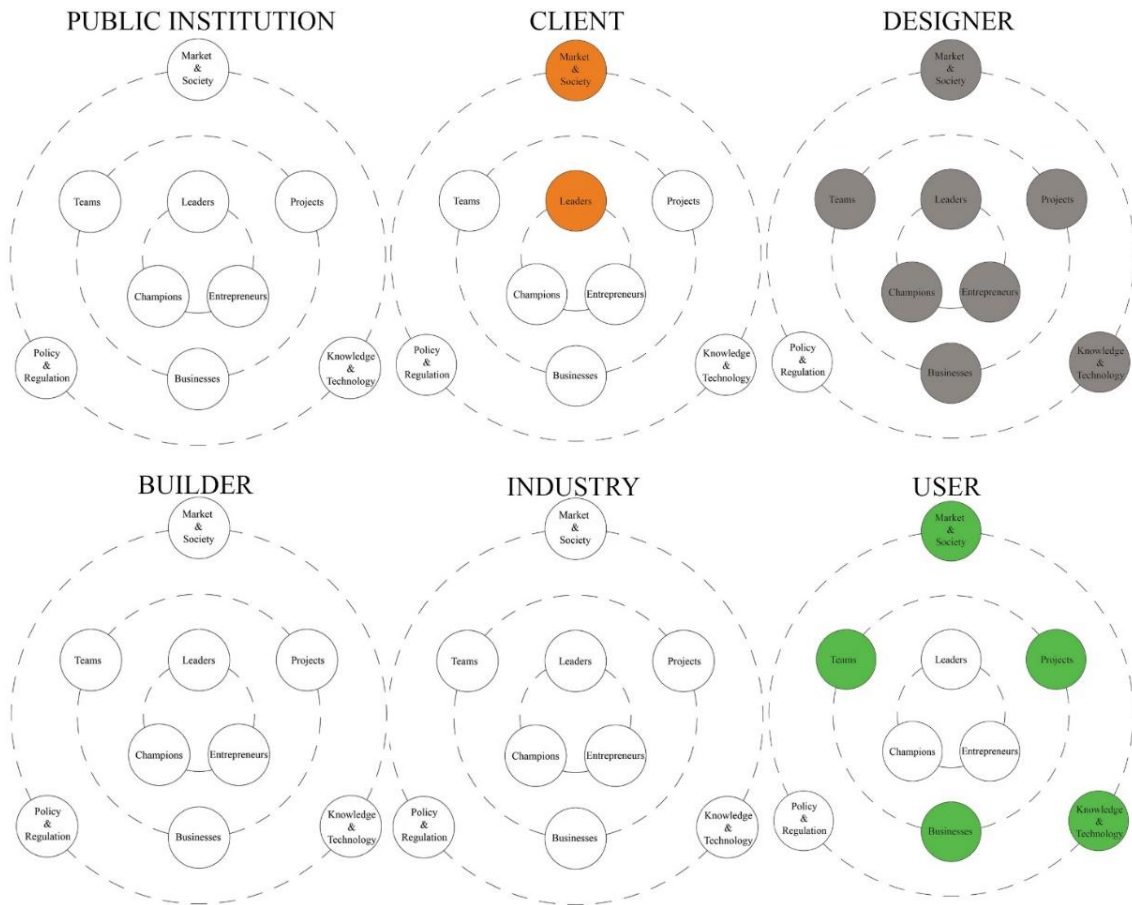 PUBLIC INSTITUTION
Market
&
Society
Teams
Leaders
Projects
Champions
Entrepreneurs
Policy
&
Regulation
Businesses
Knowledge
&
Technology
CLIENT
Market
&
Society
Teams
Leaders
Projects
Champions
Entrepreneurs
Policy
&
Regulation
Businesses
Knowledge
&
Technology
DESIGNER
Market
&
Society
Teams
Leaders
Projects
Champions
Entrepreneurs
Policy
&
Regulation
Businesses
Knowledge
&
Technology
BUILDER
Market
&
Society
Teams
Leaders
Projects
Champions
Entrepreneurs
Policy
&
Regulation
Businesses
Knowledge
&
Technology
INDUSTRY
Market
&
Society
Teams
Leaders
Projects
Champions
Entrepreneurs
Policy
&
Regulation
Businesses
Knowledge
&
Technology
USER
Market
&
Society
Teams
Leaders
Projects
Champions
Entrepreneurs
Policy
&
Regulation
Businesses
Knowledge
&
Technology